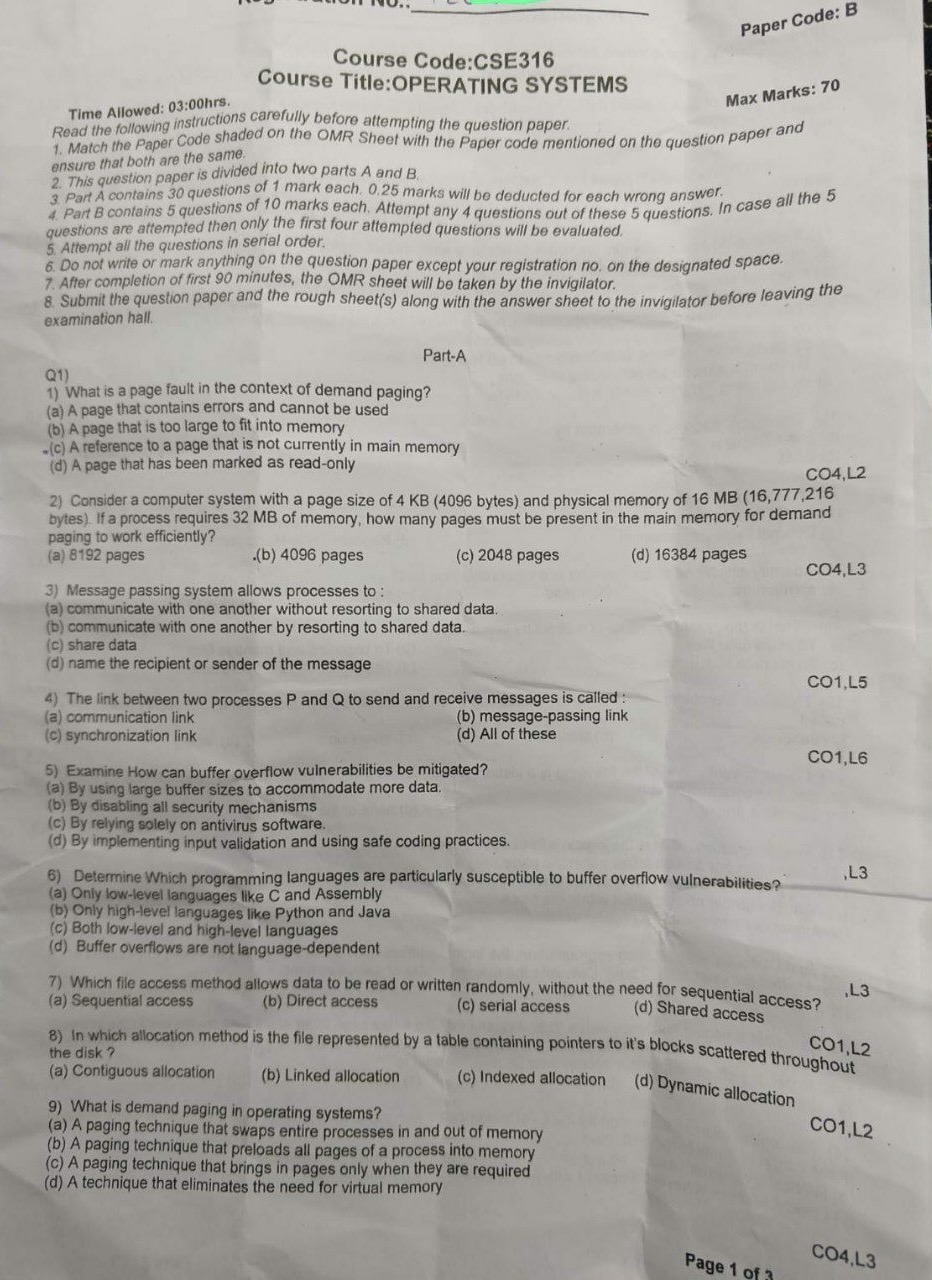 Paper Code: B
Course Code:CSE316
Course Title:OPERATING SYSTEMS
Time Allowed: 03:00hrs.
Max Marks: 70
Read the following instructions carefully before attempting the question paper.
1. Match the Paper Code shaded on the OMR Sheet with the Paper code mentioned on the question paper and
ensure that both are the same.
2. This question paper is divided into two parts A and B.
3. Part A contains 30 questions of 1 mark each. 0.25 marks will be deducted for each wrong answer.
4. Part B contains 5 questions of 10 marks each. Attempt any 4 questions out of these 5 questions. In case all the 5
questions are attempted then only the first four attempted questions will be evaluated.
5. Attempt all the questions in serial order.
6. Do not write or mark anything on the question paper except your registration no. on the designated space.
7. After completion of first 90 minutes, the OMR sheet will be taken by the invigilator.
8. Submit the question paper and the rough sheet(s) along with the answer sheet to the invigilator before leaving the
examination hall.
Part-A
Q1)
1) What is a page fault in the context of demand paging?
(a) A page that contains errors and cannot be used
(b) A page that is too large to fit into memory
(c) A reference to a page that is not currently in main memory
(d) A page that has been marked as read-only
CO4,L2
2) Consider a computer system with a page size of 4 KB (4096 bytes) and physical memory of 16 MB (16,777,216
bytes). If a process requires 32 MB of memory, how many pages must be present in the main memory for demand
paging to work efficiently?
(a) 8192 pages (b) 4096 pages (c) 2048 pages (d) 16384 pages
CO4,L3
3) Message passing system allows processes to :
(a) communicate with one another without resorting to shared data.
(b) communicate with one another by resorting to shared data.
(c) share data
(d) name the recipient or sender of the message
CO1,L5
4) The link between two processes P and Q to send and receive messages is called :
(a) communication link (b) message-passing link
(c) synchronization link (d) All of these
CO1,L6
5) Examine How can buffer overflow vulnerabilities be mitigated?
(a) By using large buffer sizes to accommodate more data.
(b) By disabling all security mechanisms
(c) By relying solely on antivirus software.
(d) By implementing input validation and using safe coding practices.
,L3
6) Determine Which programming languages are particularly susceptible to buffer overflow vulnerabilities?
(a) Only low-level languages like C and Assembly
(b) Only high-level languages like Python and Java
(c) Both low-level and high-level languages
(d) Buffer overflows are not language-dependent
,L3
7) Which file access method allows data to be read or written randomly, without the need for sequential access?
(a) Sequential access (b) Direct access (c) serial access (d) Shared access
CO1,L2
8) In which allocation method is the file represented by a table containing pointers to it's blocks scattered throughout
the disk ?
(a) Contiguous allocation (b) Linked allocation (c) Indexed allocation (d) Dynamic allocation
CO1,L2
9) What is demand paging in operating systems?
(a) A paging technique that swaps entire processes in and out of memory
(b) A paging technique that preloads all pages of a process into memory
(c) A paging technique that brings in pages only when they are required
(d) A technique that eliminates the need for virtual memory
CO4,L3
Page 1 of 3